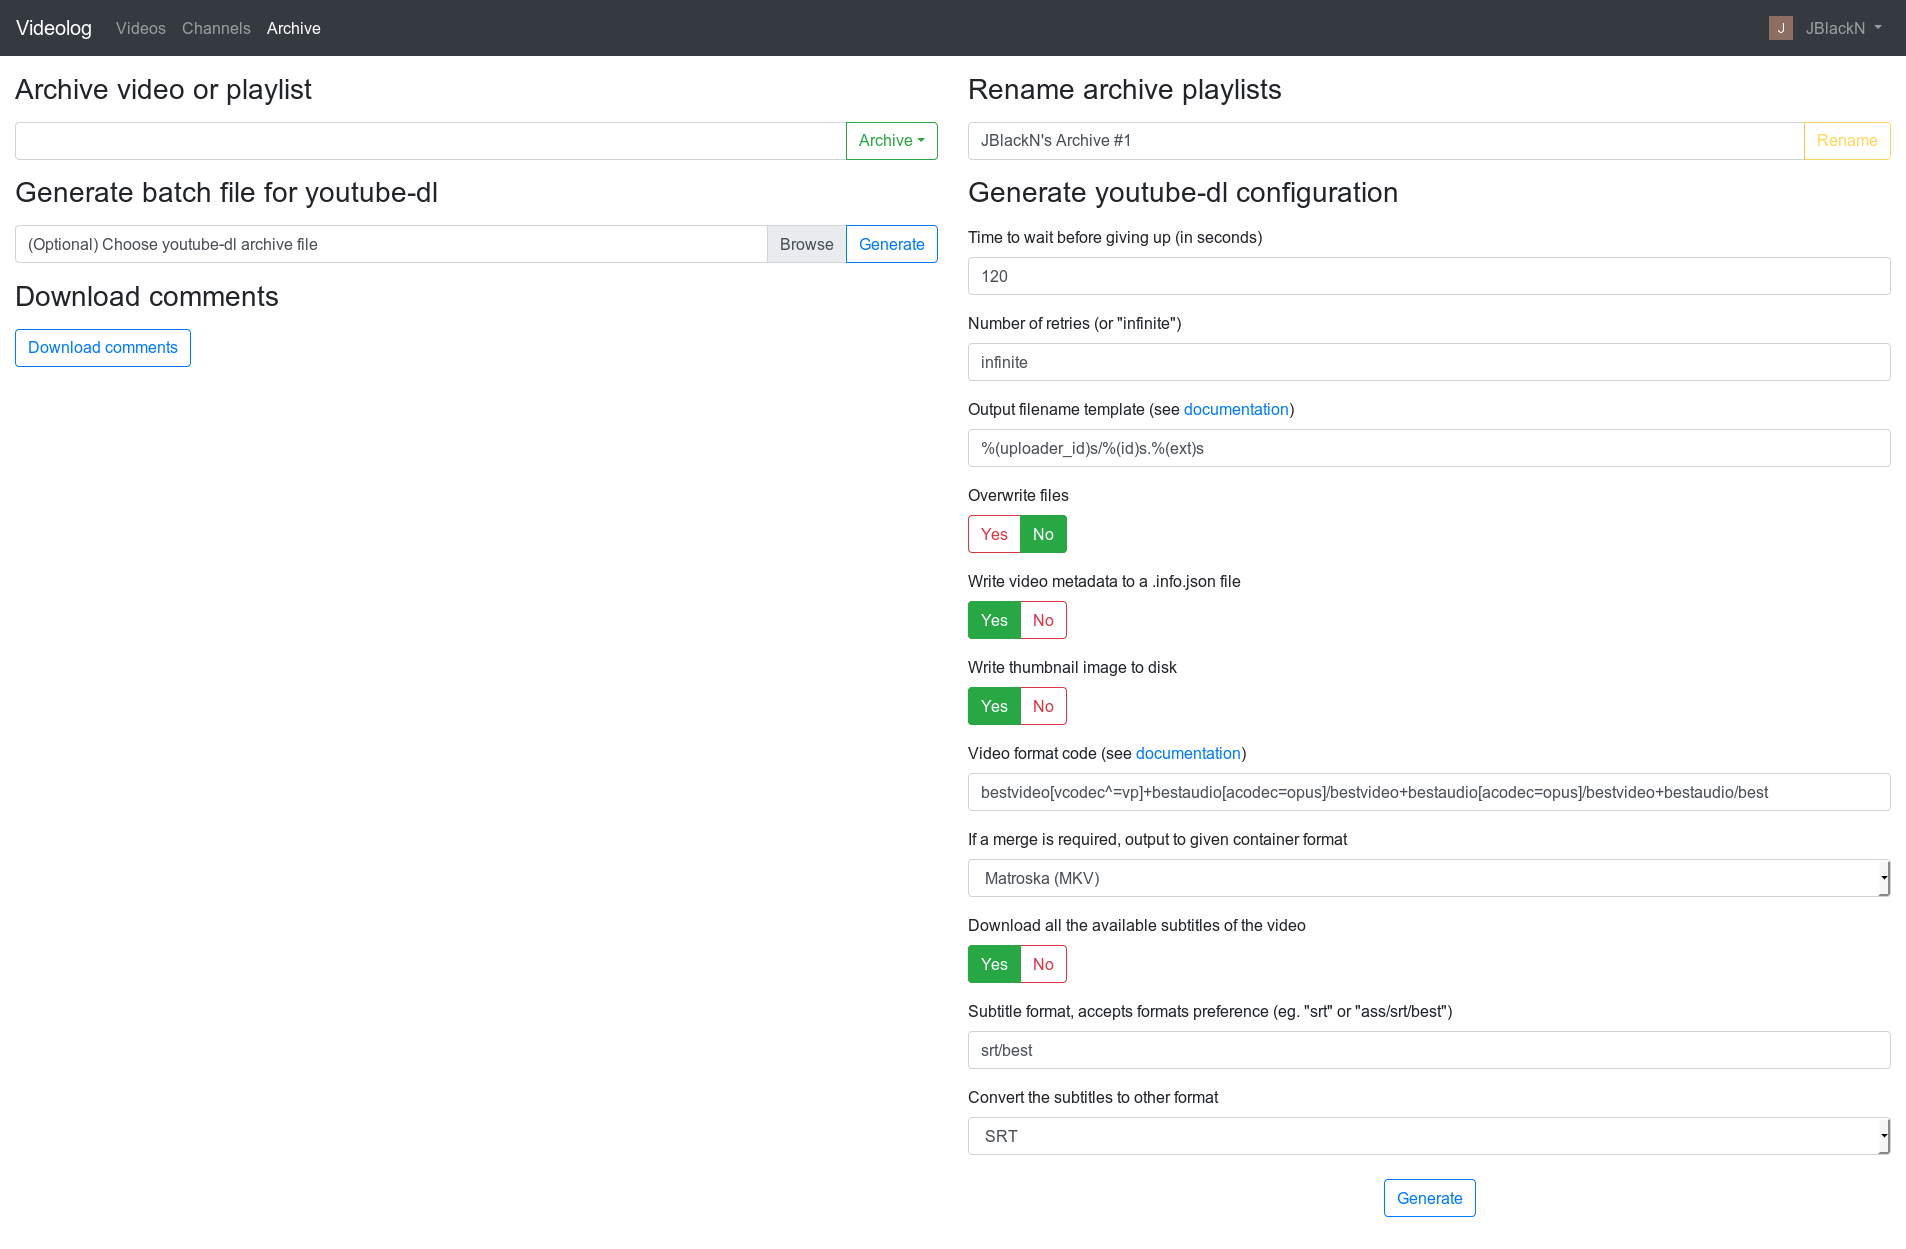 Videolog Videos Channels Archive J JBlackN
Archive video or playlist
Archive
Generate batch file for youtube-dl
(Optional) Choose youtube-dl archive file Browse Generate
Download comments
Download comments
Rename archive playlists
JBlackN's Archive #1 Rename
Generate youtube-dl configuration
Time to wait before giving up (in seconds)
120
Number of retries (or "infinite")
infinite
Output filename template (see documentation)
%(uploader_id)s/%(id)s.%(ext)s
Overwrite files
Yes No
Write video metadata to a .info.json file
Yes No
Write thumbnail image to disk
Yes No
Video format code (see documentation)
bestvideo[vcodec^=vp]+bestaudio[acodec=opus]/bestvideo+bestaudio[acodec=opus]/bestvideo+bestaudio/best
If a merge is required, output to given container format
Matroska (MKV)
Download all the available subtitles of the video
Yes No
Subtitle format, accepts formats preference (eg. "srt" or "ass/srt/best")
srt/best
Convert the subtitles to other format
SRT
Generate